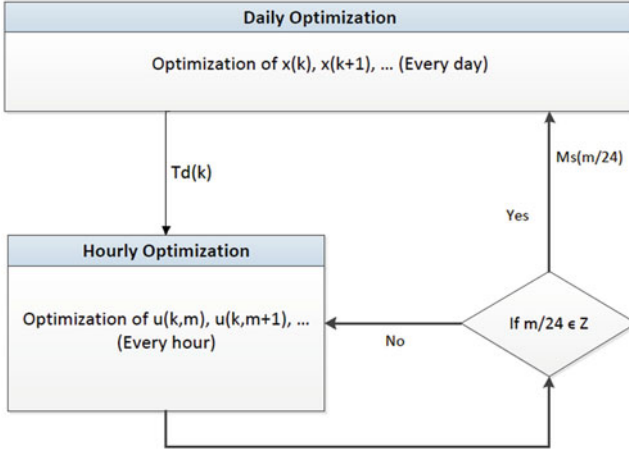 Daily Optimization
Optimization of x(k), x(k+1), ... (Every day)
Td(k)
Ms(m/24)
Yes
Hourly Optimization
Optimization of u(k,m), u(k,m+1), ...
(Every hour)
No
If m/24 ϵ Z